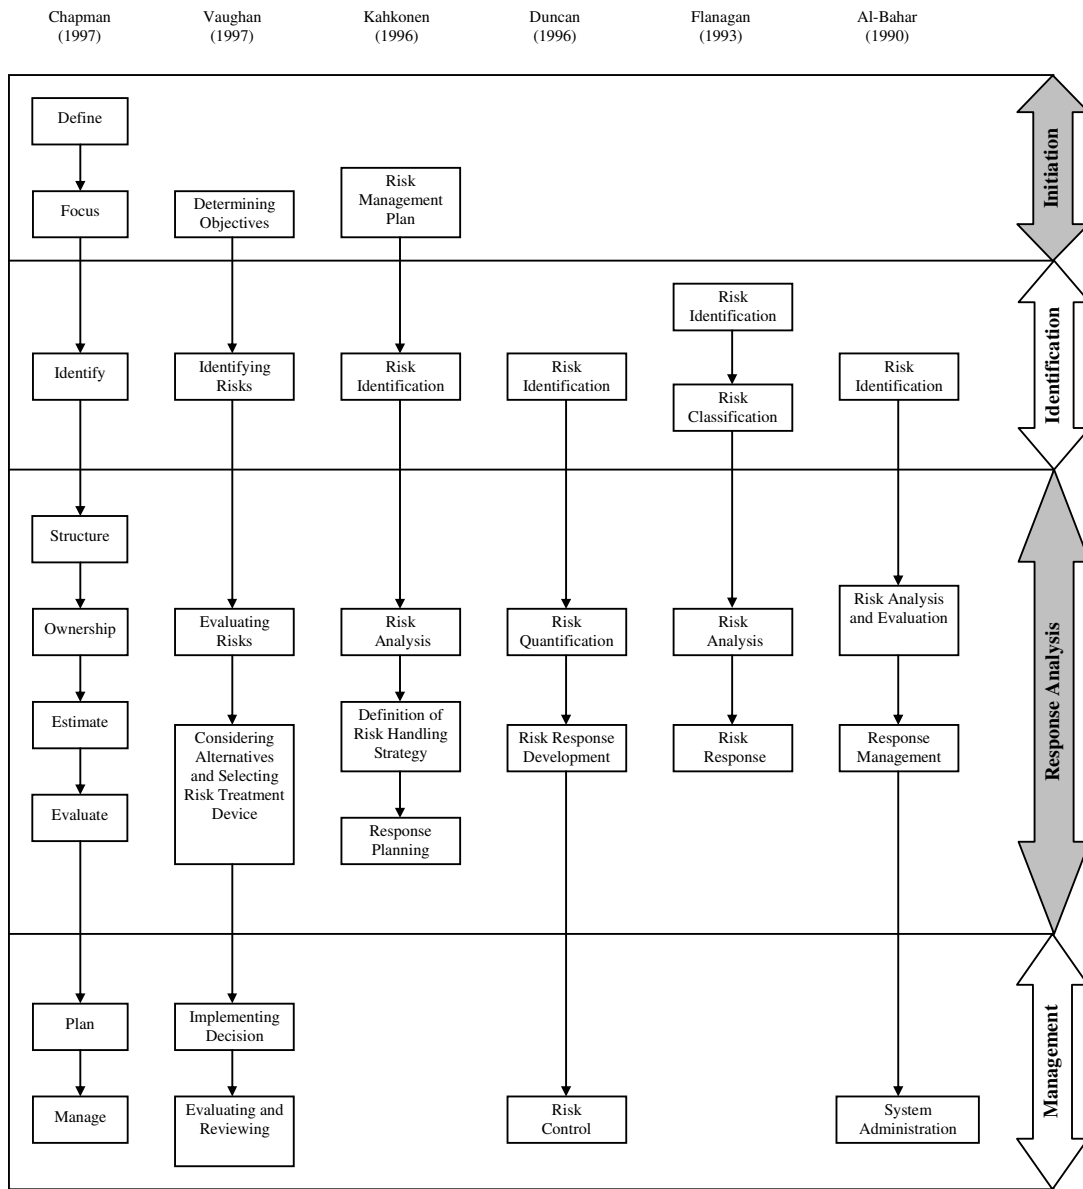 Chapman
(1997)
Vaughan
(1997)
Kahkonen
(1996)
Duncan
(1996)
Flanagan
(1993)
Al-Bahar
(1990)
Define
Focus
Determining
Objectives
Risk
Management
Plan
Initiation
Identify
Identifying
Risks
Risk
Identification
Risk
Identification
Risk
Identification
Risk
Classification
Risk
Identification
Identification
Structure
Ownership
Estimate
Evaluate
Evaluating
Risks
Considering
Alternatives
and Selecting
Risk Treatment
Device
Risk
Analysis
Definition of
Risk Handling
Strategy
Response
Planning
Risk
Quantification
Risk Response
Development
Risk
Analysis
Risk
Response
Risk Analysis
and Evaluation
Response
Management
Response Analysis
Plan
Manage
Implementing
Decision
Evaluating and
Reviewing
Risk
Control
System
Administration
Management